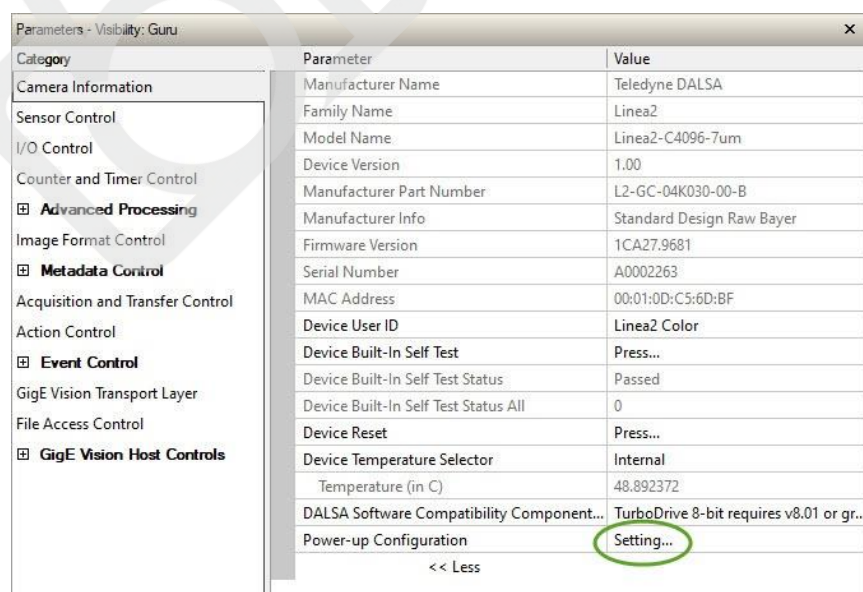 Parameters - Visibility: Guru
Category
Parameter Value
Camera Information
Sensor Control
I/O Control
Counter and Timer Control
Advanced Processing
Image Format Control
Metadata Control
Acquisition and Transfer Control
Action Control
Event Control
GigE Vision Transport Layer
File Access Control
GigE Vision Host Controls
Manufacturer Name Teledyne DALSA
Family Name Linea2
Model Name Linea2-C4096-7um
Device Version 1.00
Manufacturer Part Number L2-GC-04K030-00-B
Manufacturer Info Standard Design Raw Bayer
Firmware Version 1CA27.9681
Serial Number A0002263
MAC Address 00:01:0D:C5:6D:BF
Device User ID Linea2 Color
Device Built-In Self Test Press...
Device Built-In Self Test Status Passed
Device Built-In Self Test Status All 0
Device Reset Press...
Device Temperature Selector Internal
Temperature (in C) 48.892372
DALSA Software Compatibility Component... TurboDrive 8-bit requires v8.01 or gr...
Power-up Configuration Setting...
<< Less